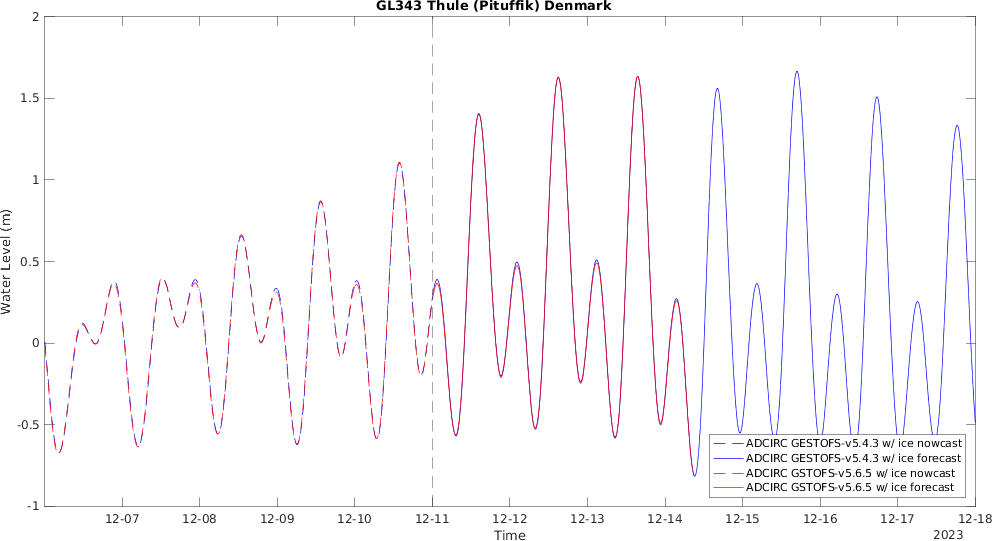 GL343 Thule (Pituffik) Denmark
2
1.5
1
0.5
0
-0.5
-1
Water Level (m)
12-07
12-08
12-09
12-10
12-11
12-12
12-13
12-14
12-15
12-16
12-17
12-18
Time
2023
ADCIRC GESTOFS-v5.4.3 w/ ice nowcast
ADCIRC GESTOFS-v5.4.3 w/ ice forecast
ADCIRC GSTOFS-v5.6.5 w/ ice nowcast
ADCIRC GSTOFS-v5.6.5 w/ ice forecast